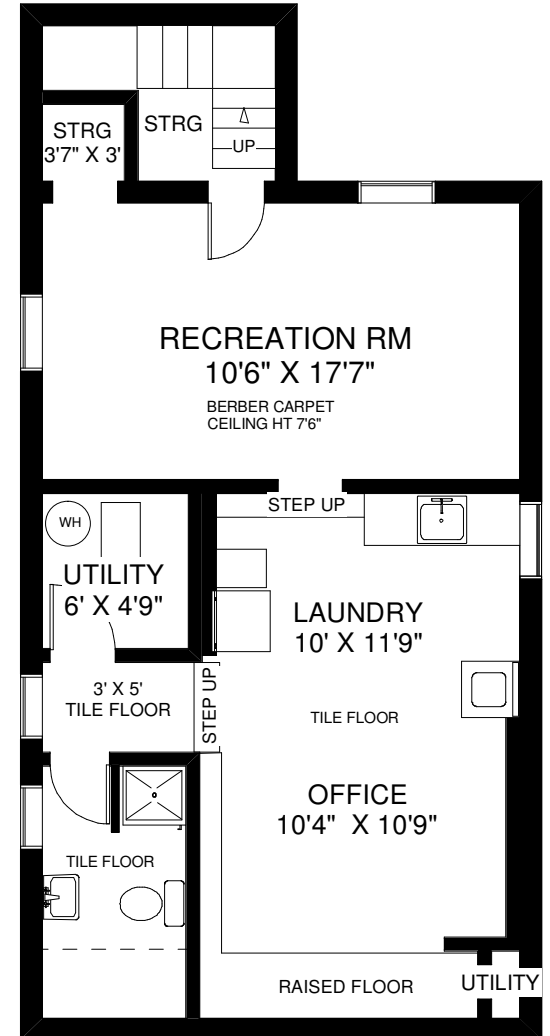 STRG
3'7" X 3'
STRG
UP
RECREATION RM
10'6" X 17'7"
BERBER CARPET
CEILING HT 7'6"
STEP UP
WH
UTILITY
6' X 4'9"
LAUNDRY
10' X 11'9"
3' X 5'
TILE FLOOR
STEP UP
TILE FLOOR
OFFICE
10'4" X 10'9"
TILE FLOOR
RAISED FLOOR
UTILITY